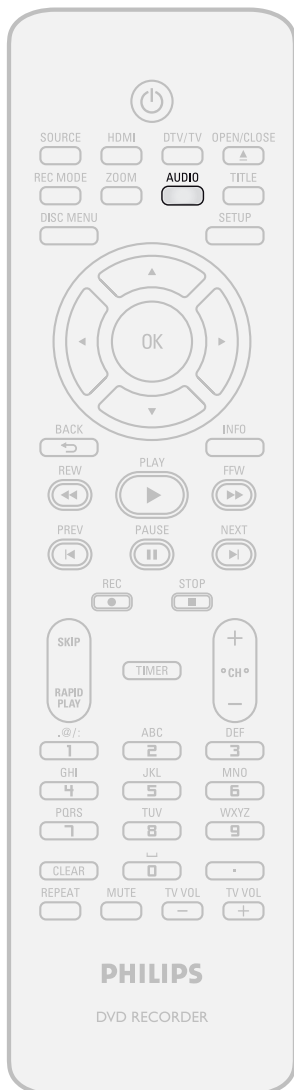 SOURCE HDMI DTV/TV OPEN/CLOSE
REC MODE ZOOM AUDIO TITLE
DISC MENU SETUP
OK
BACK INFO
REW PLAY FFW
PREV PAUSE NEXT
REC STOP
SKIP
RAPID
PLAY
TIMER
+
CH
−
.@/: ABC DEF
1 2 3
GHI JKL MNO
4 5 6
PQRS TUV WXYZ
7 8 9
CLEAR 0 .
REPEAT MUTE TV VOL TV VOL
− +
PHILIPS
DVD RECORDER